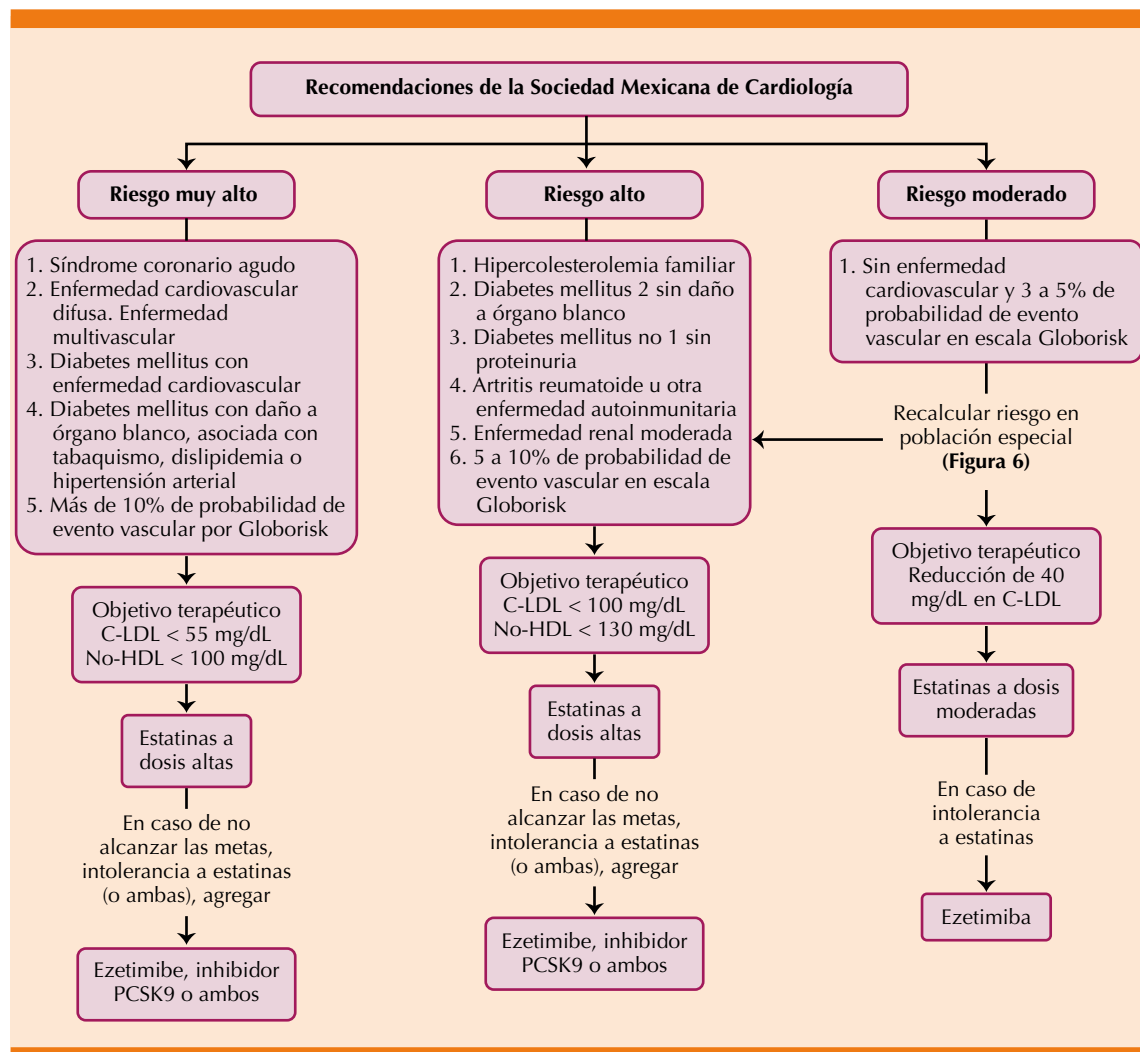 Recomendaciones de la Sociedad Mexicana de Cardiología
Riesgo muy alto
1. Síndrome coronario agudo
2. Enfermedad cardiovascular
difusa. Enfermedad
multivascular
3. Diabetes mellitus con
enfermedad cardiovascular
4. Diabetes mellitus con daño a
órgano blanco, asociada con
tabaquismo, dislipidemia o
hipertensión arterial
5. Más de 10% de probabilidad de
evento vascular por Globorisk
Objetivo terapéutico
C-LDL < 55 mg/dL
No-HDL < 100 mg/dL
Estatinas a
dosis altas
En caso de no
alcanzar las metas,
intolerancia a estatinas
(o ambas), agregar
Ezetimibe, inhibidor
PCSK9 o ambos
Riesgo alto
1. Hipercolesterolemia familiar
2. Diabetes mellitus 2 sin daño
a órgano blanco
3. Diabetes mellitus no 1 sin
proteinuria
4. Artritis reumatoide u otra
enfermedad autoinmunitaria
5. Enfermedad renal moderada
6. 5 a 10% de probabilidad de
evento vascular en escala
Globorisk
Objetivo terapéutico
C-LDL < 100 mg/dL
No-HDL < 130 mg/dL
Estatinas a
dosis altas
En caso de no
alcanzar las metas,
intolerancia a estatinas
(o ambas), agregar
Ezetimibe, inhibidor
PCSK9 o ambos
Riesgo moderado
1. Sin enfermedad
cardiovascular y 3 a 5% de
probabilidad de evento
vascular en escala Globorisk
Recalcular riesgo en
población especial
(Figura 6)
Objetivo terapéutico
Reducción de 40
mg/dL en C-LDL
Estatinas a dosis
moderadas
En caso de
intolerancia
a estatinas
Ezetimiba